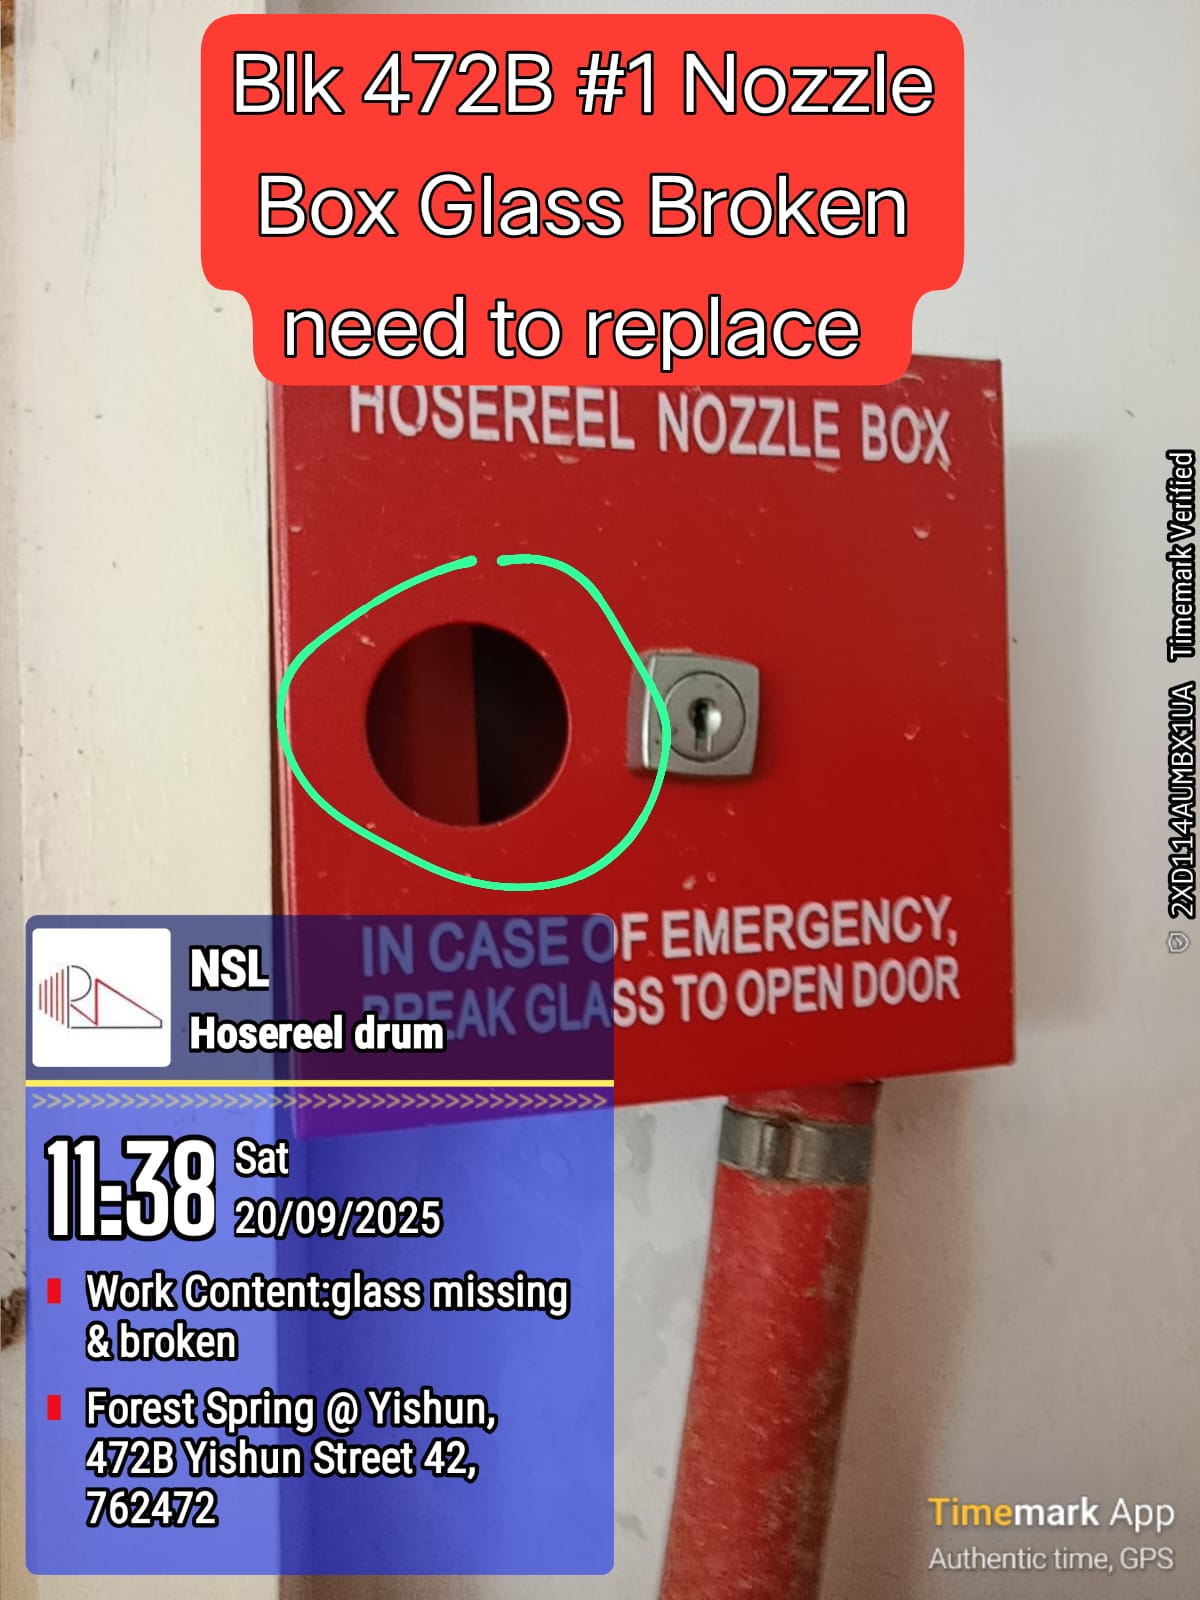 Blk 472B #1 Nozzle
Box Glass Broken
need to replace
HOSEREEL NOZZLE BOX
IN CASE OF EMERGENCY,
BREAK GLASS TO OPEN DOOR
NSL
Hosereel drum
>>>>>>>>>>>>>>>>>>>>>>>>>>>>>>>>>>>>>>>
11:38
Sat
20/09/2025
Work Content:glass missing
& broken
Forest Spring @ Yishun,
472B Yishun Street 42,
762472
2XD114AUMBX1UA Timemark Verified
Timemark App
Authentic time, GPS